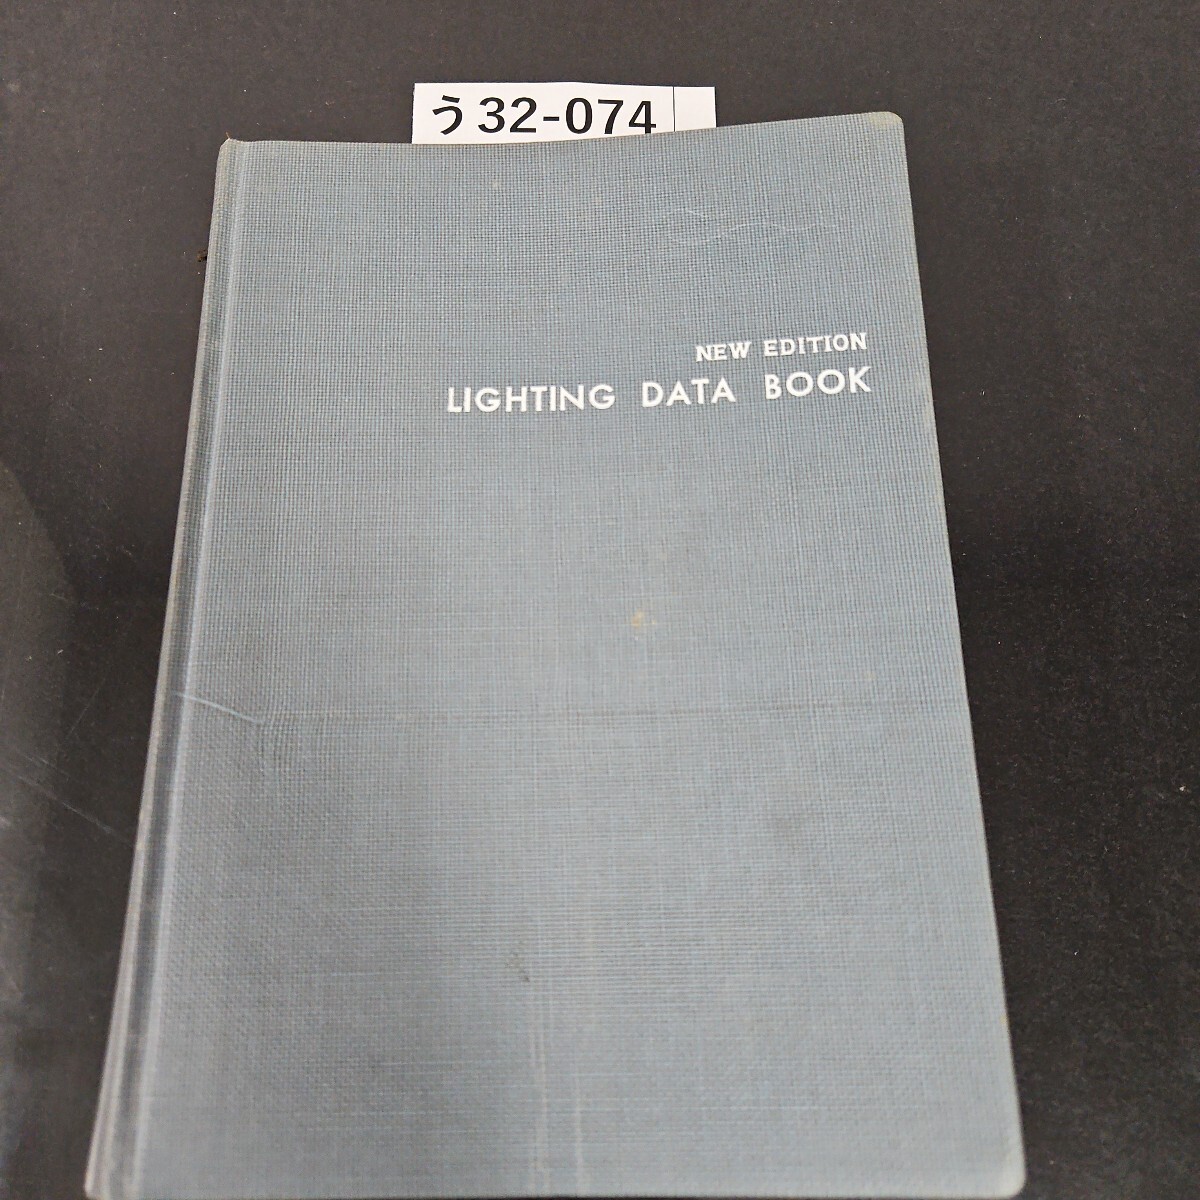 う32-074
NEW EDITION
LIGHTING DATA BOOK